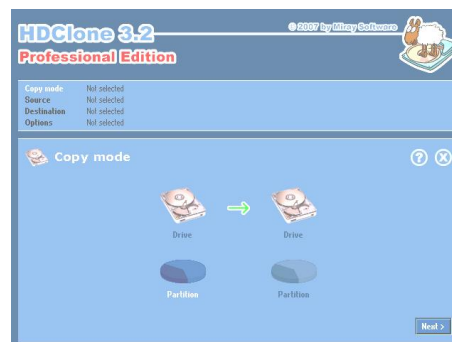 HDClone 3.2
© 2007 by Miray Software
Professional Edition
Copy mode Not selected
Source Not selected
Destination Not selected
Options Not selected
Copy mode
? X
Drive Drive
Partition Partition
Next >